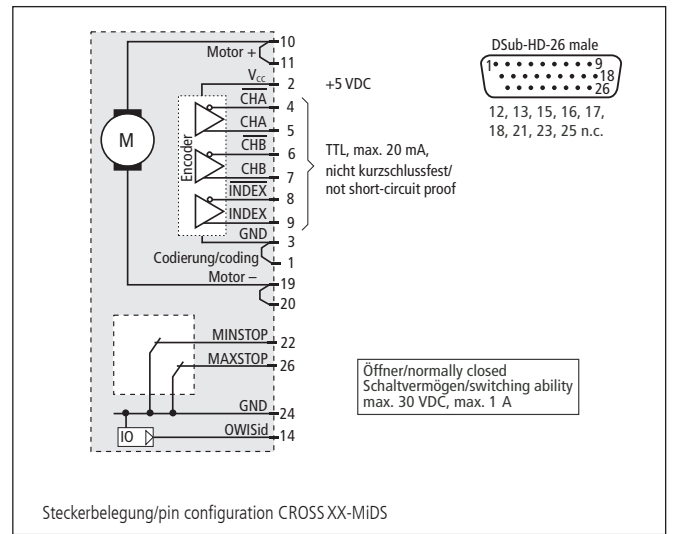 Motor + 10
11
V_cc 2 +5 VDC
C̅H̅A̅ 4
CHA 5
C̅H̅B̅ 6
CHB 7
I̅N̅D̅E̅X̅ 8
INDEX 9
GND 3
Codierung/coding 1
Motor – 19
20
M
Encoder
TTL, max. 20 mA,
nicht kurzschlussfest/
not short-circuit proof
DSub-HD-26 male
1 9
18
26
12, 13, 15, 16, 17,
18, 21, 23, 25 n.c.
MINSTOP 22
MAXSTOP 26
GND 24
IO OWISid 14
Öffner/normally closed
Schaltvermögen/switching ability
max. 30 VDC, max. 1 A
Steckerbelegung/pin configuration CROSS XX-MiDS